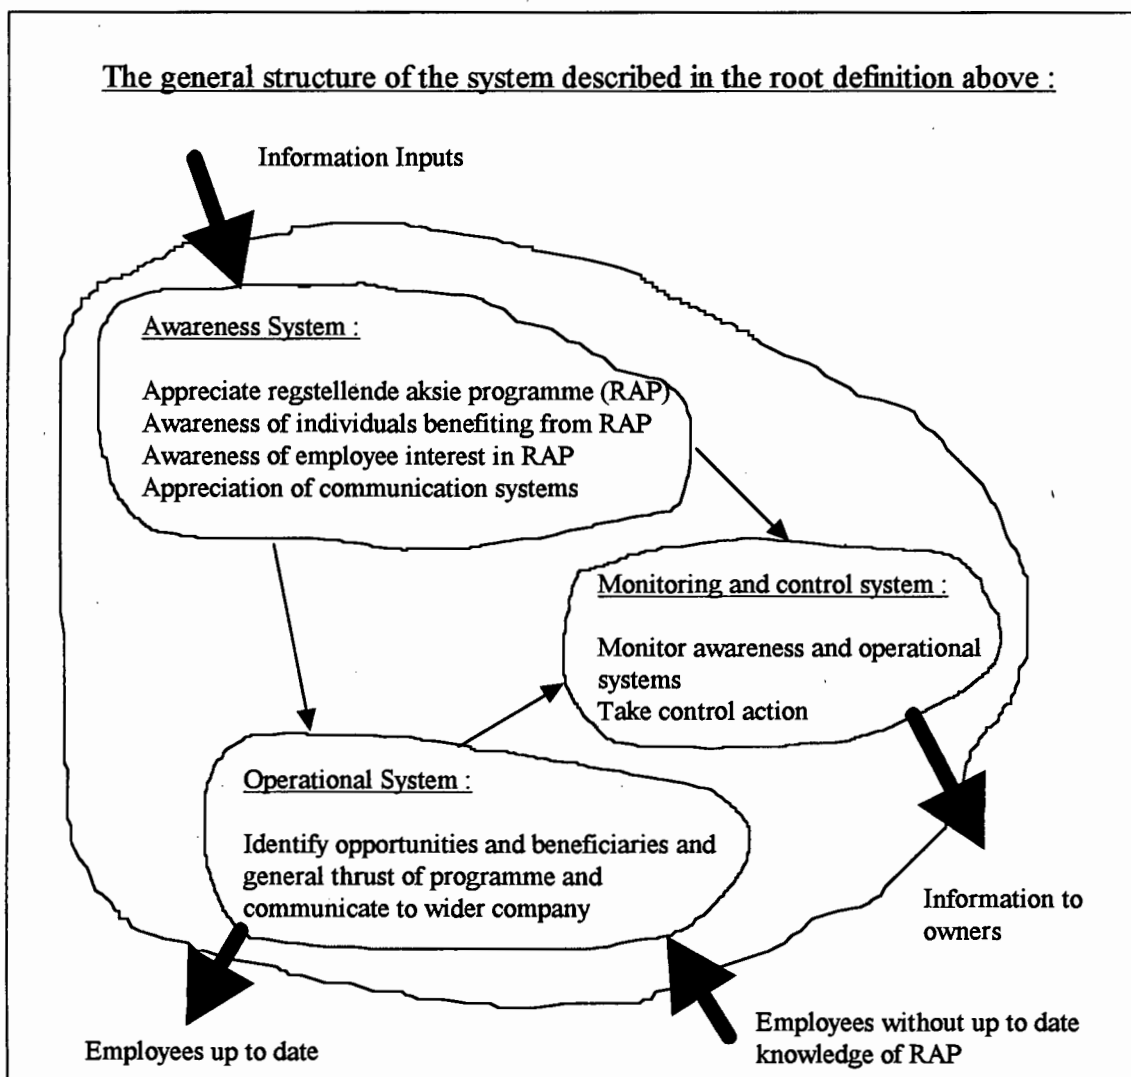 The general structure of the system described in the root definition above :
Information Inputs
Awareness System :
Appreciate regstellende aksie programme (RAP)
Awareness of individuals benefiting from RAP
Awareness of employee interest in RAP
Appreciation of communication systems
Monitoring and control system :
Monitor awareness and operational
systems
Take control action
Operational System :
Identify opportunities and beneficiaries and
general thrust of programme and
communicate to wider company
Information to
owners
Employees without up to date
knowledge of RAP
Employees up to date